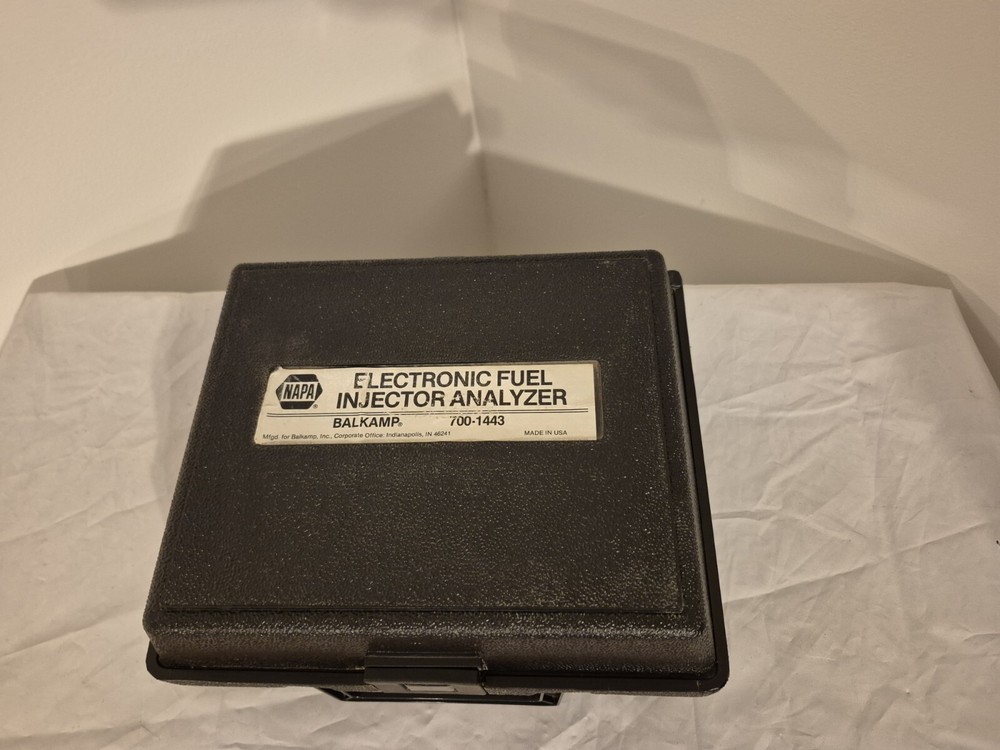 NAPA®
ELECTRONIC FUEL
INJECTOR ANALYZER
BALKAMP® 700-1443
Mfgd. for Balkamp, Inc., Corporate Office: Indianapolis, IN 46241 MADE IN USA